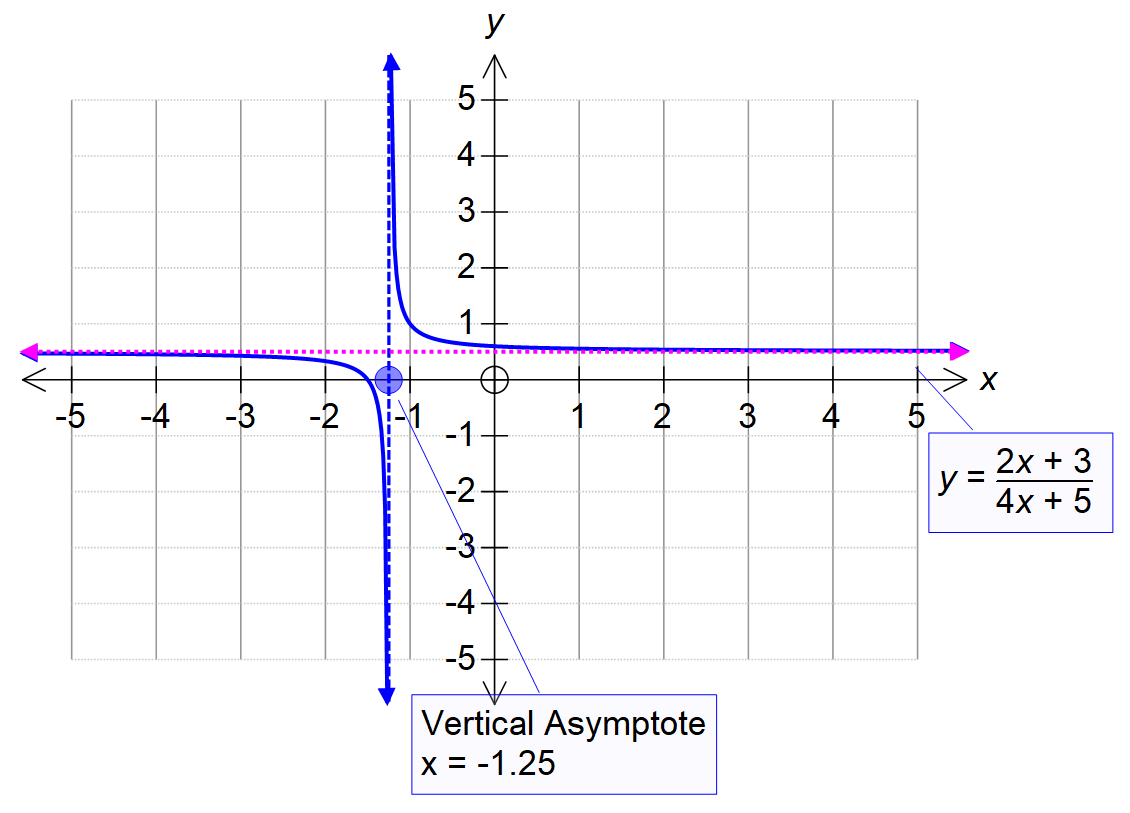 y
5
4
3
2
1
-5 -4 -3 -2 -1 1 2 3 4 5 x
-1
-2
-3
-4
-5
y = (2x + 3)/(4x + 5)
Vertical Asymptote
x = -1.25